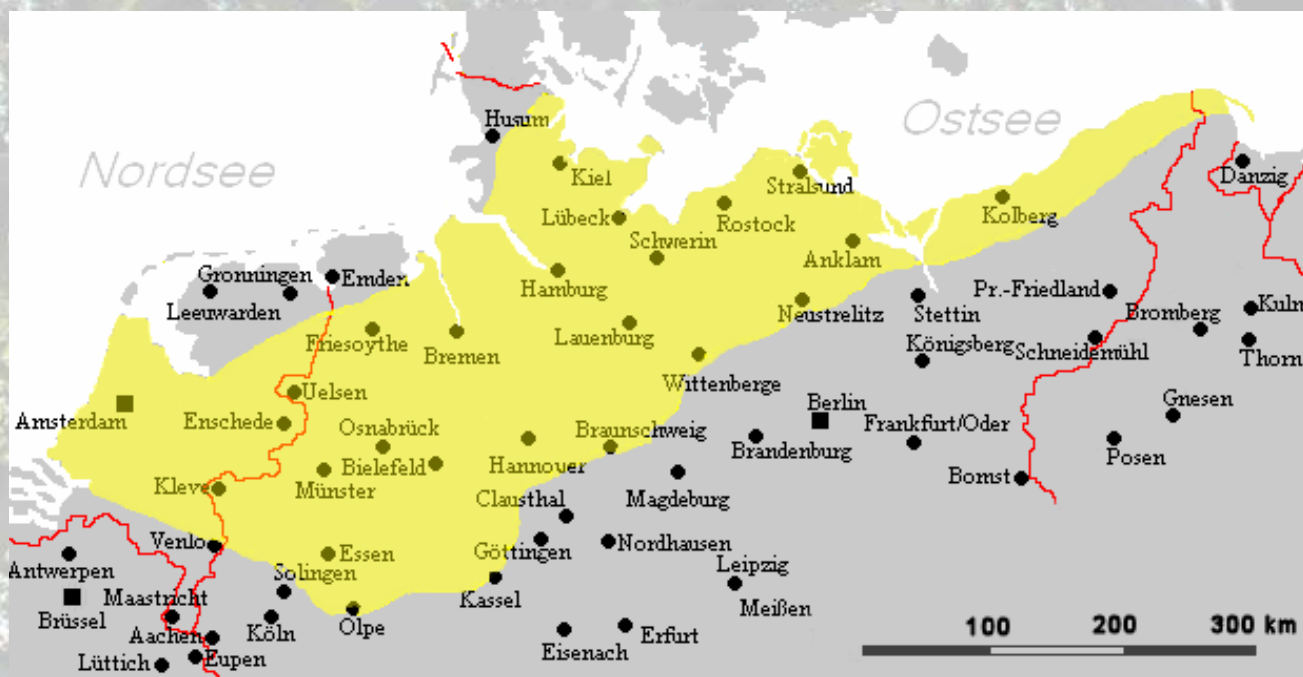 Nordsee
Ostsee
Husum
Kiel
Stralsund
Danzig
Lübeck
Rostock
Kolberg
Schwerin
Anklam
Gronningen
Emden
Hamburg
Leeuwarden
Neustrelitz
Stettin
Pr.-Friedland
Kulm
Friesoythe
Bremen
Lauenburg
Königsberg
Bromberg
Schneidemühl
Thorn
Wittenberge
Uelsen
Berlin
Amsterdam
Enschede
Osnabrück
Braunschweig
Brandenburg
Frankfurt/Oder
Gnesen
Bielefeld
Hannover
Posen
Kleve
Münster
Clausthal
Magdeburg
Bomst
Venlo
Essen
Göttingen
Nordhausen
Antwerpen
Solingen
Leipzig
Maastricht
Kassel
Meißen
Brüssel
Köln
Olpe
Aachen
Erfurt
Eisenach
Lüttich
Eupen
100
200
300 km